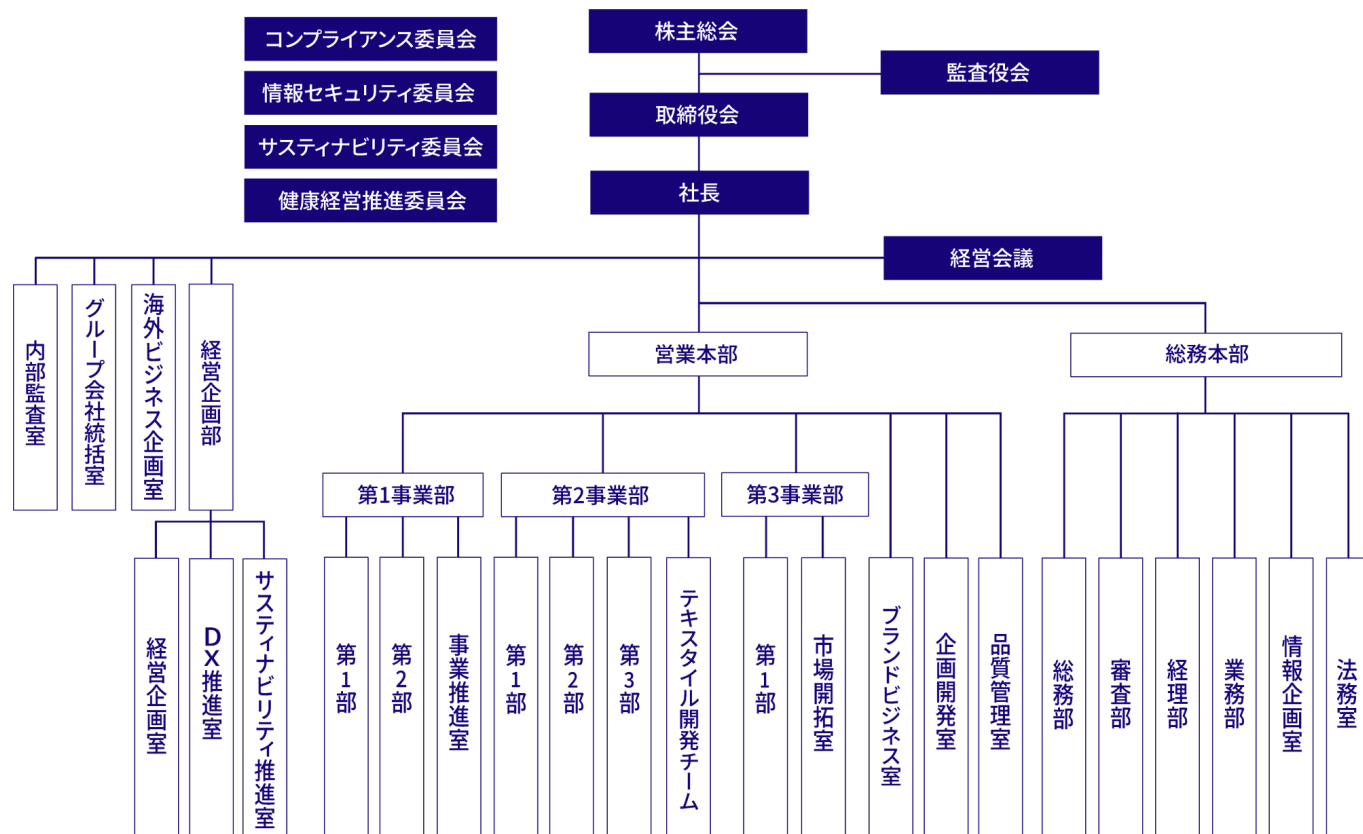 コンプライアンス委員会
情報セキュリティ委員会
サスティナビリティ委員会
健康経営推進委員会
株主総会
監査役会
取締役会
社長
経営会議
内部監査室
グループ会社統括室
海外ビジネス企画室
経営企画部
営業本部
総務本部
第1事業部
第2事業部
第3事業部
経営企画室
DX推進室
サスティナビリティ推進室
第1部
第2部
事業推進室
第1部
第2部
第3部
テキスタイル開発チーム
第1部
市場開拓室
ブランドビジネス室
企画開発室
品質管理室
総務部
審査部
経理部
業務部
情報企画室
法務室